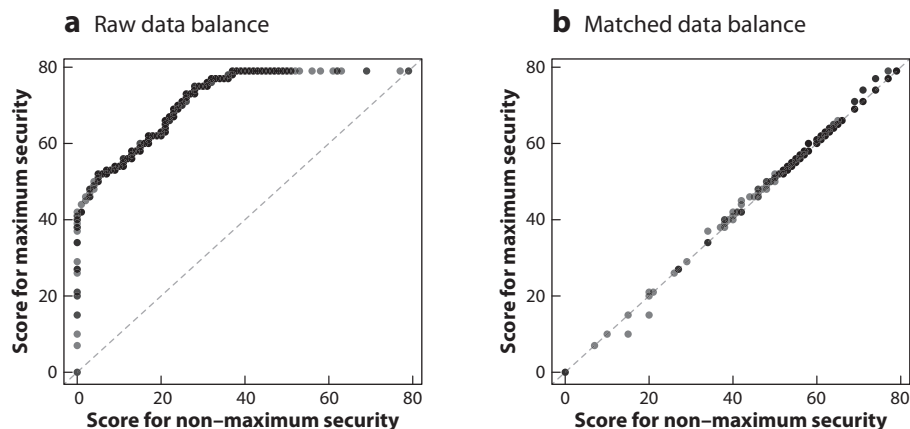 a Raw data balance
80
60
40
20
0
0 20 40 60 80
Score for maximum security
Score for non–maximum security
b Matched data balance
80
60
40
20
0
0 20 40 60 80
Score for maximum security
Score for non–maximum security